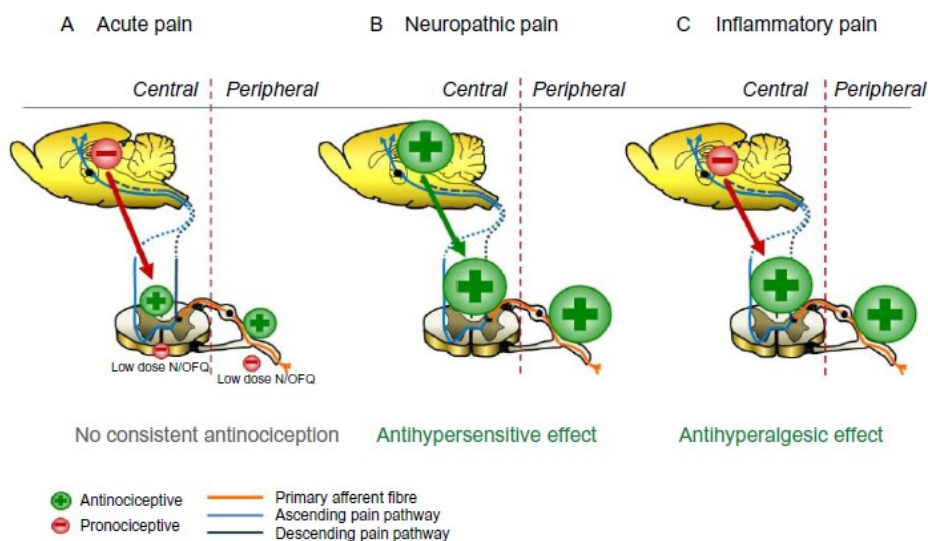 A Acute pain
B Neuropathic pain
C Inflammatory pain
Central Peripheral
Central Peripheral
Central Peripheral
Low dose N/OFQ
Low dose N/OFQ
No consistent antinociception
Antihypersensitive effect
Antihyperalgesic effect
Antinociceptive
Pronociceptive
Primary afferent fibre
Ascending pain pathway
Descending pain pathway